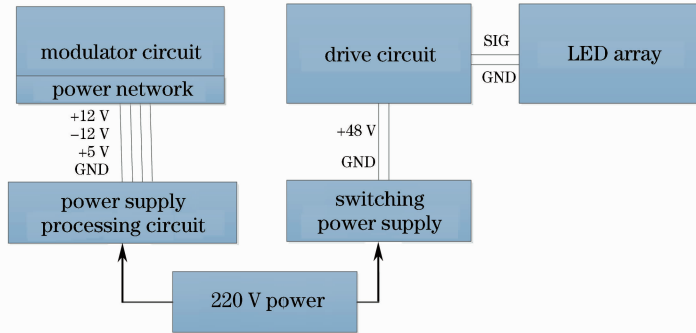 modulator circuit
power network
drive circuit
SIG
GND
LED array
+12 V
−12 V
+5 V
GND
+48 V
GND
power supply
processing circuit
switching
power supply
220 V power